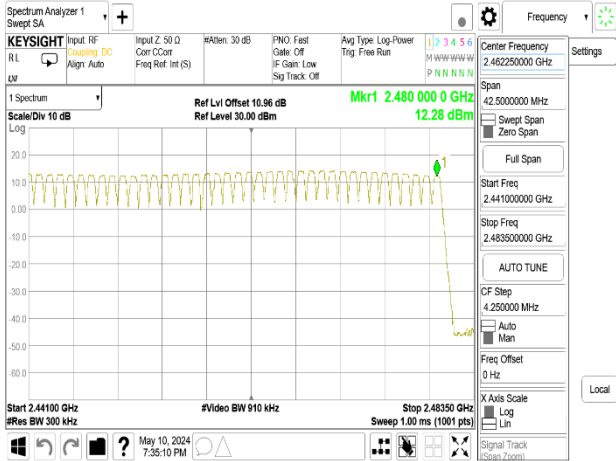 Spectrum Analyzer 1
Swept SA
+
Frequency
KEYSIGHT
RL
Input: RF
Coupling: DC
Align: Auto
Input Z: 50 Ω
Corr CCorr
Freq Ref: Int (S)
#Atten: 30 dB
PNO: Fast
Gate: Off
IF Gain: Low
Sig Track: Off
Avg Type: Log-Power
Trig: Free Run
1 2 3 4 5 6
M W W W W W
P N N N N N
Settings
Center Frequency
2.462250000 GHz
Span
42.5000000 MHz
Swept Span
Zero Span
Full Span
Start Freq
2.441000000 GHz
Stop Freq
2.483500000 GHz
AUTO TUNE
CF Step
4.250000 MHz
Auto
Man
Freq Offset
0 Hz
X Axis Scale
Log
Lin
Signal Track
(Span Zoom)
Local
1 Spectrum
Scale/Div 10 dB
Log
Ref Lvl Offset 10.96 dB
Ref Level 30.00 dBm
Mkr1 2.480 000 0 GHz
12.28 dBm
1
20.0
10.0
0.00
-10.0
-20.0
-30.0
-40.0
-50.0
-60.0
Start 2.44100 GHz
#Res BW 300 kHz
#Video BW 910 kHz
Stop 2.48350 GHz
Sweep 1.00 ms (1001 pts)
?
May 10, 2024
7:35:10 PM